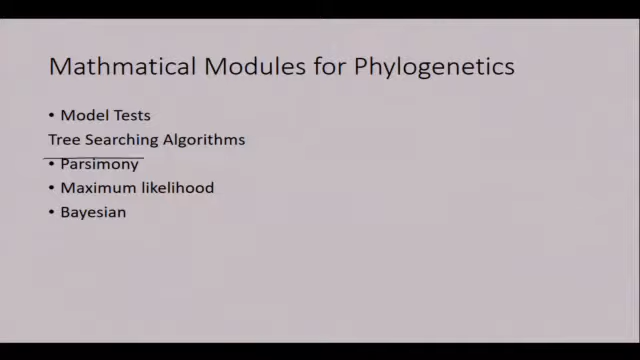 Mathmatical Modules for Phylogenetics
• Model Tests
Tree Searching Algorithms
• Parsimony
• Maximum likelihood
• Bayesian